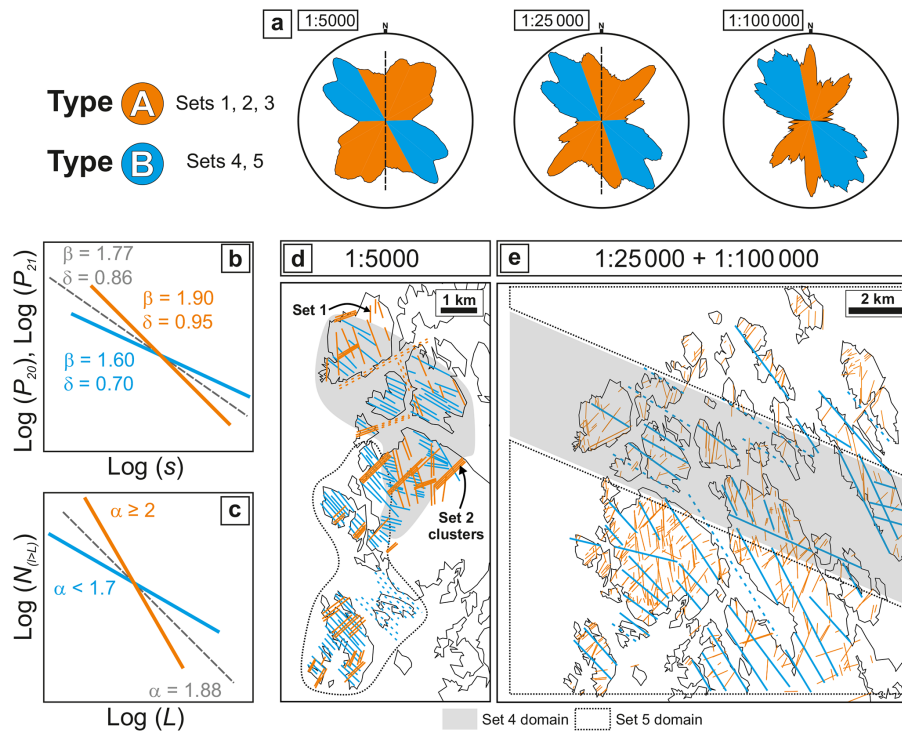 a
1:5000
1:25 000
1:100 000
N
N
N
Type A Sets 1, 2, 3
Type B Sets 4, 5
b
β = 1.77
δ = 0.86
β = 1.90
δ = 0.95
β = 1.60
δ = 0.70
Log (P20), Log (P21)
Log (s)
c
α ≥ 2
α < 1.7
α = 1.88
Log (N(l>L))
Log (L)
d
1:5000
Set 1
1 km
Set 2
clusters
e
1:25 000 + 1:100 000
2 km
Set 4 domain
Set 5 domain